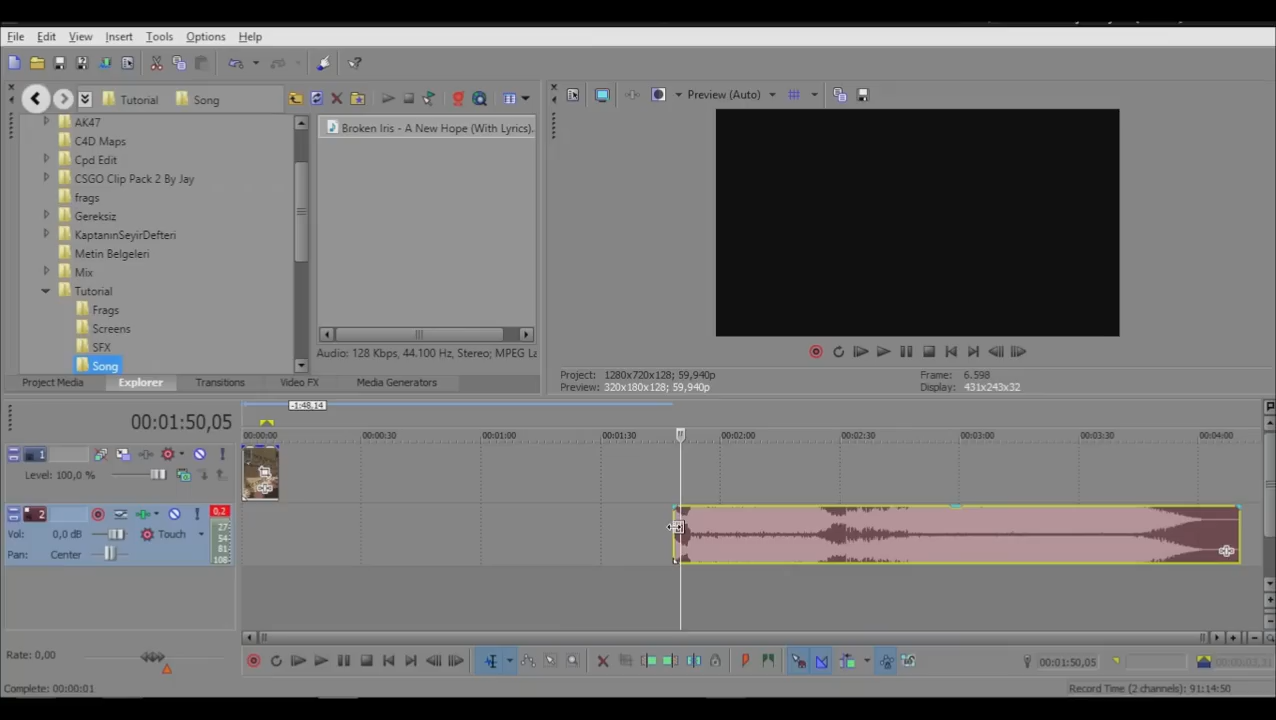 File Edit View Insert Tools Options Help
Tutorial Song
Preview (Auto)
AK47
C4D Maps
Cpd Edit
CSGO Clip Pack 2 By Jay
frags
Gereksiz
KaptanınSeyirDefteri
Metin Belgeleri
Mix
Tutorial
Frags
Screens
SFX
Song
Broken Iris - A New Hope (With Lyrics).
Audio: 128 Kbps, 44.100 Hz, Stereo; MPEG La
Project Media Explorer Transitions Video FX Media Generators
Project: 1280x720x128; 59,940p
Preview: 320x180x128; 59,940p
Frame: 6.598
Display: 431x243x32
00:01:50,05
-1:48,14
00:00:00 00:00:30 00:01:00 00:01:30 00:02:00 00:02:30 00:03:00 00:03:30 00:04:00
1
Level: 100,0 %
2
0,2
Vol: 0,0 dB Touch
Pan: Center
27
54
81
108
Rate: 0,00
00:01:50,05
Complete: 00:00:01
Record Time (2 channels): 91:14:50